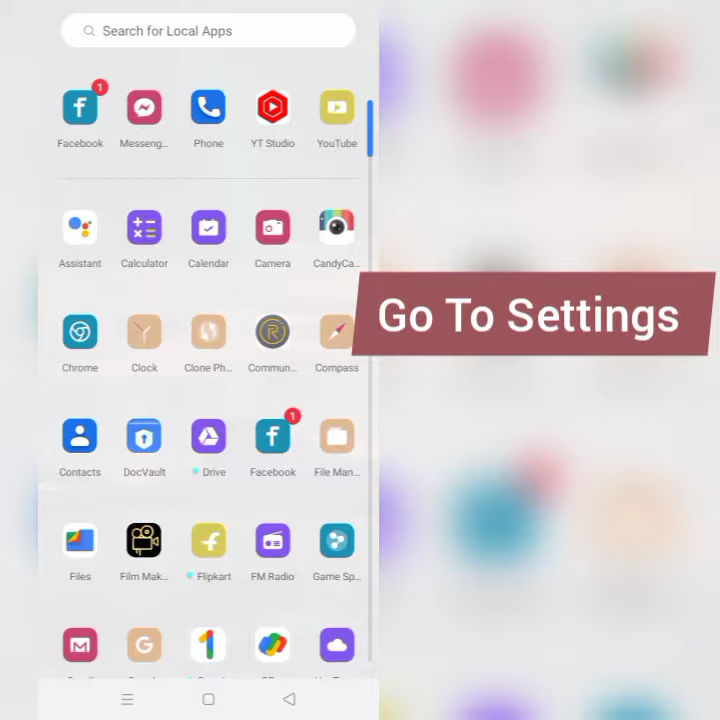 Search for Local Apps
1
Facebook Messeng... Phone YT Studio YouTube
Assistant Calculator Calendar Camera CandyCa...
Go To Settings
Chrome Clock Clone Ph... Commun... Compass
1
Contacts DocVault Drive Facebook File Man...
Files Film Mak... Flipkart FM Radio Game Sp...